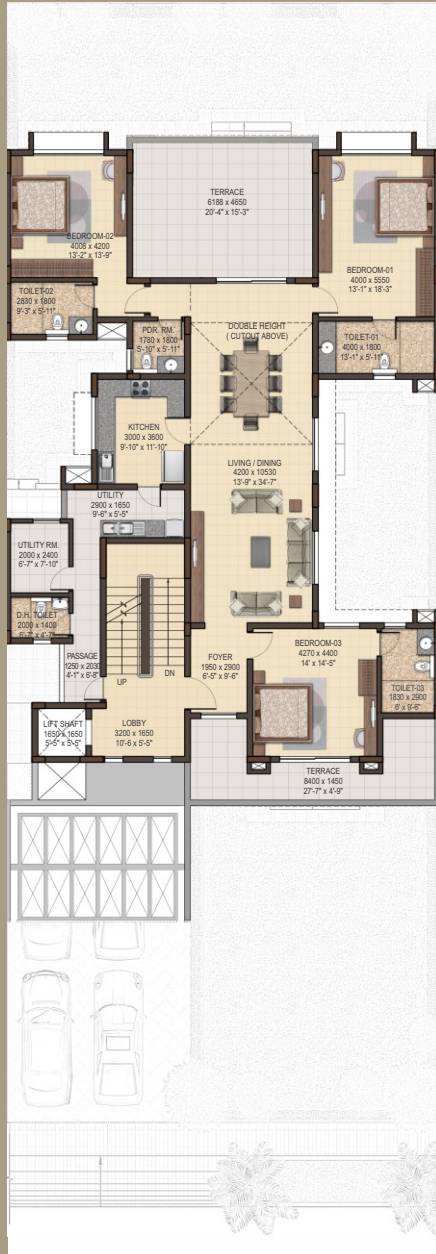 TERRACE
6188 x 4650
20'-4" x 15'-3"
BEDROOM-02
4008 x 4200
13'-2" x 13'-9"
BEDROOM-01
4000 x 5550
13'-1" x 18'-3"
TOILET-02
2830 x 1800
9'-3" x 5'-11"
PDR. RM.
1780 x 1800
5'-10" x 5'-11"
DOUBLE HEIGHT
( CUTOUT ABOVE)
TOILET-01
4000 x 1800
13'-1" x 5'-11"
KITCHEN
3000 x 3600
9'-10" x 11'-10"
LIVING / DINING
4200 x 10530
13'-9" x 34'-7"
UTILITY
2900 x 1650
9'-6" x 5'-5"
UTILITY RM.
2000 x 2400
6'-7" x 7'-10"
D.H. TOILET
2000 x 1400
6'-7" x 4'-7"
PASSAGE
1250 x 2030
4'-1" x 6'-8"
UP
DN
FOYER
1950 x 2900
6'-5" x 9'-6"
BEDROOM-03
4270 x 4400
14' x 14'-5"
TOILET-03
1830 x 2900
6' x 9'-6"
LIFT SHAFT
1650 x 1650
5'-5" x 5'-5"
LOBBY
3200 x 1650
10'-6 x 5'-5"
TERRACE
8400 x 1450
27'-7" x 4'-9"